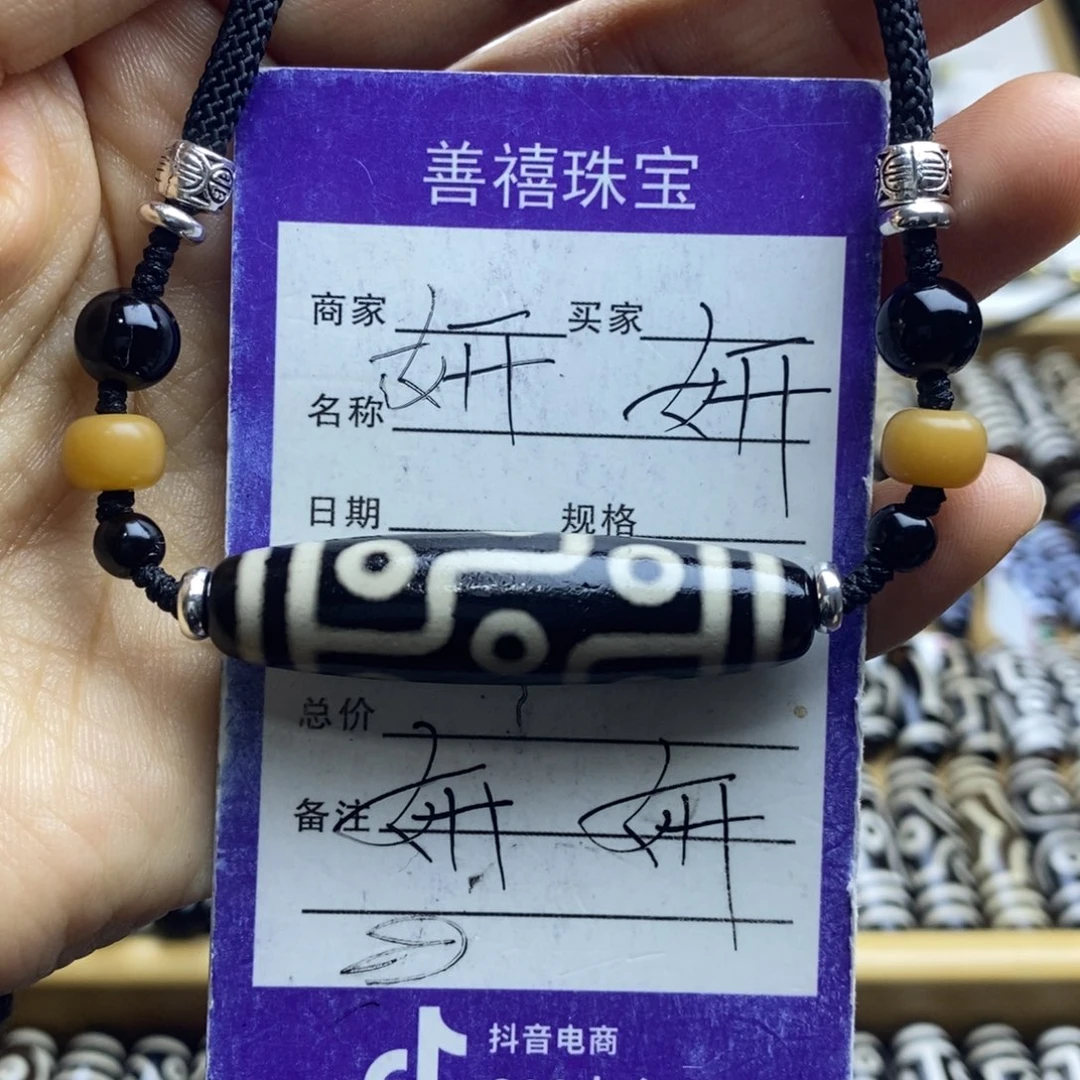 善禧珠宝
商家 妍 买家 妍
名称
日期 规格
总价
备注 妍 妍
抖音电商